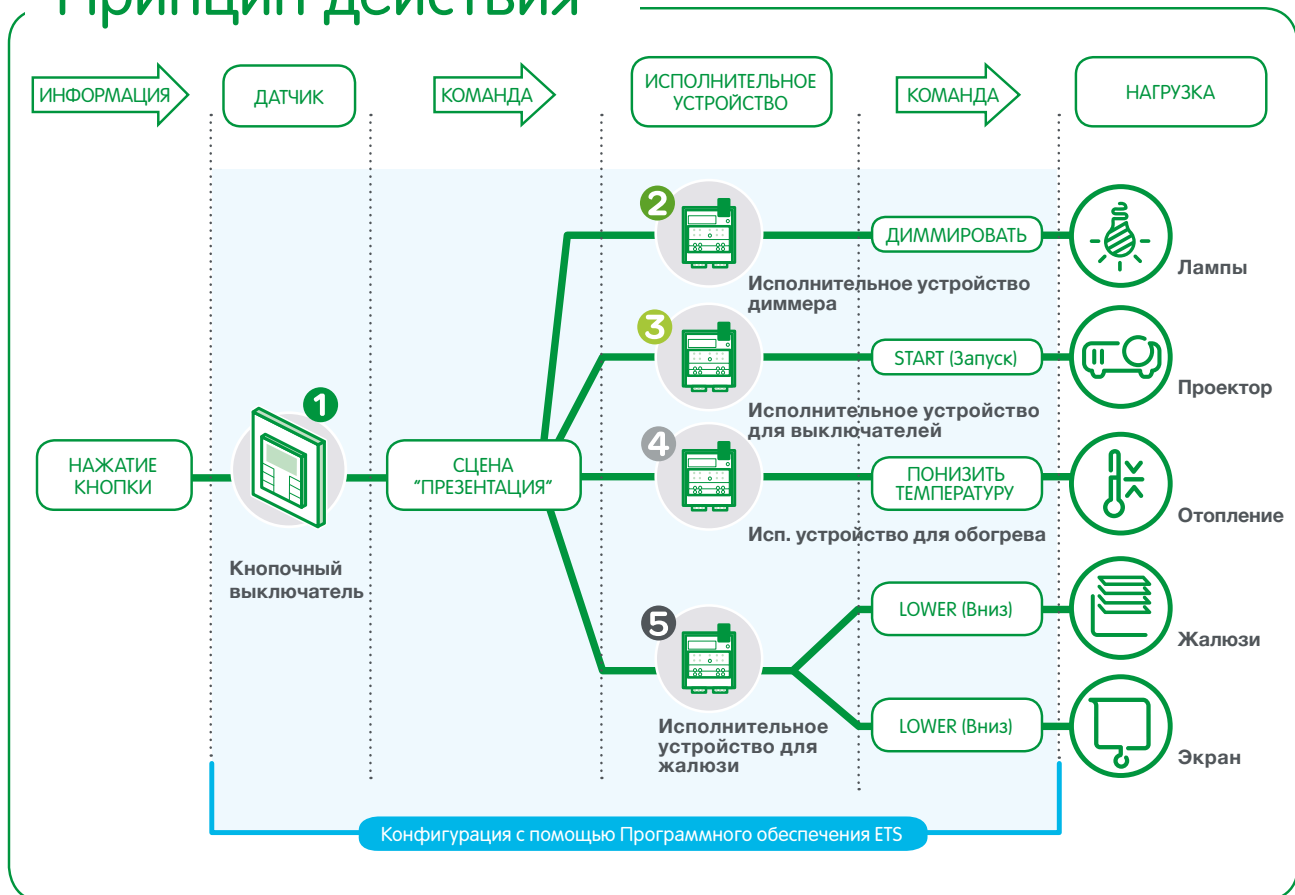 Принцип действия
ИНФОРМАЦИЯ
ДАТЧИК
КОМАНДА
ИСПОЛНИТЕЛЬНОЕ
УСТРОЙСТВО
КОМАНДА
НАГРУЗКА
2
ДИММИРОВАТЬ
Лампы
Исполнительное устройство
диммера
3
START (Запуск)
Проектор
Исполнительное устройство
для выключателей
1
НАЖАТИЕ
КНОПКИ
Кнопочный
выключатель
СЦЕНА
"ПРЕЗЕНТАЦИЯ"
4
ПОНИЗИТЬ
ТЕМПЕРАТУРУ
Отопление
Исп. устройство для обогрева
5
LOWER (Вниз)
Жалюзи
Исполнительное
устройство для
жалюзи
LOWER (Вниз)
Экран
Конфигурация с помощью Программного обеспечения ETS